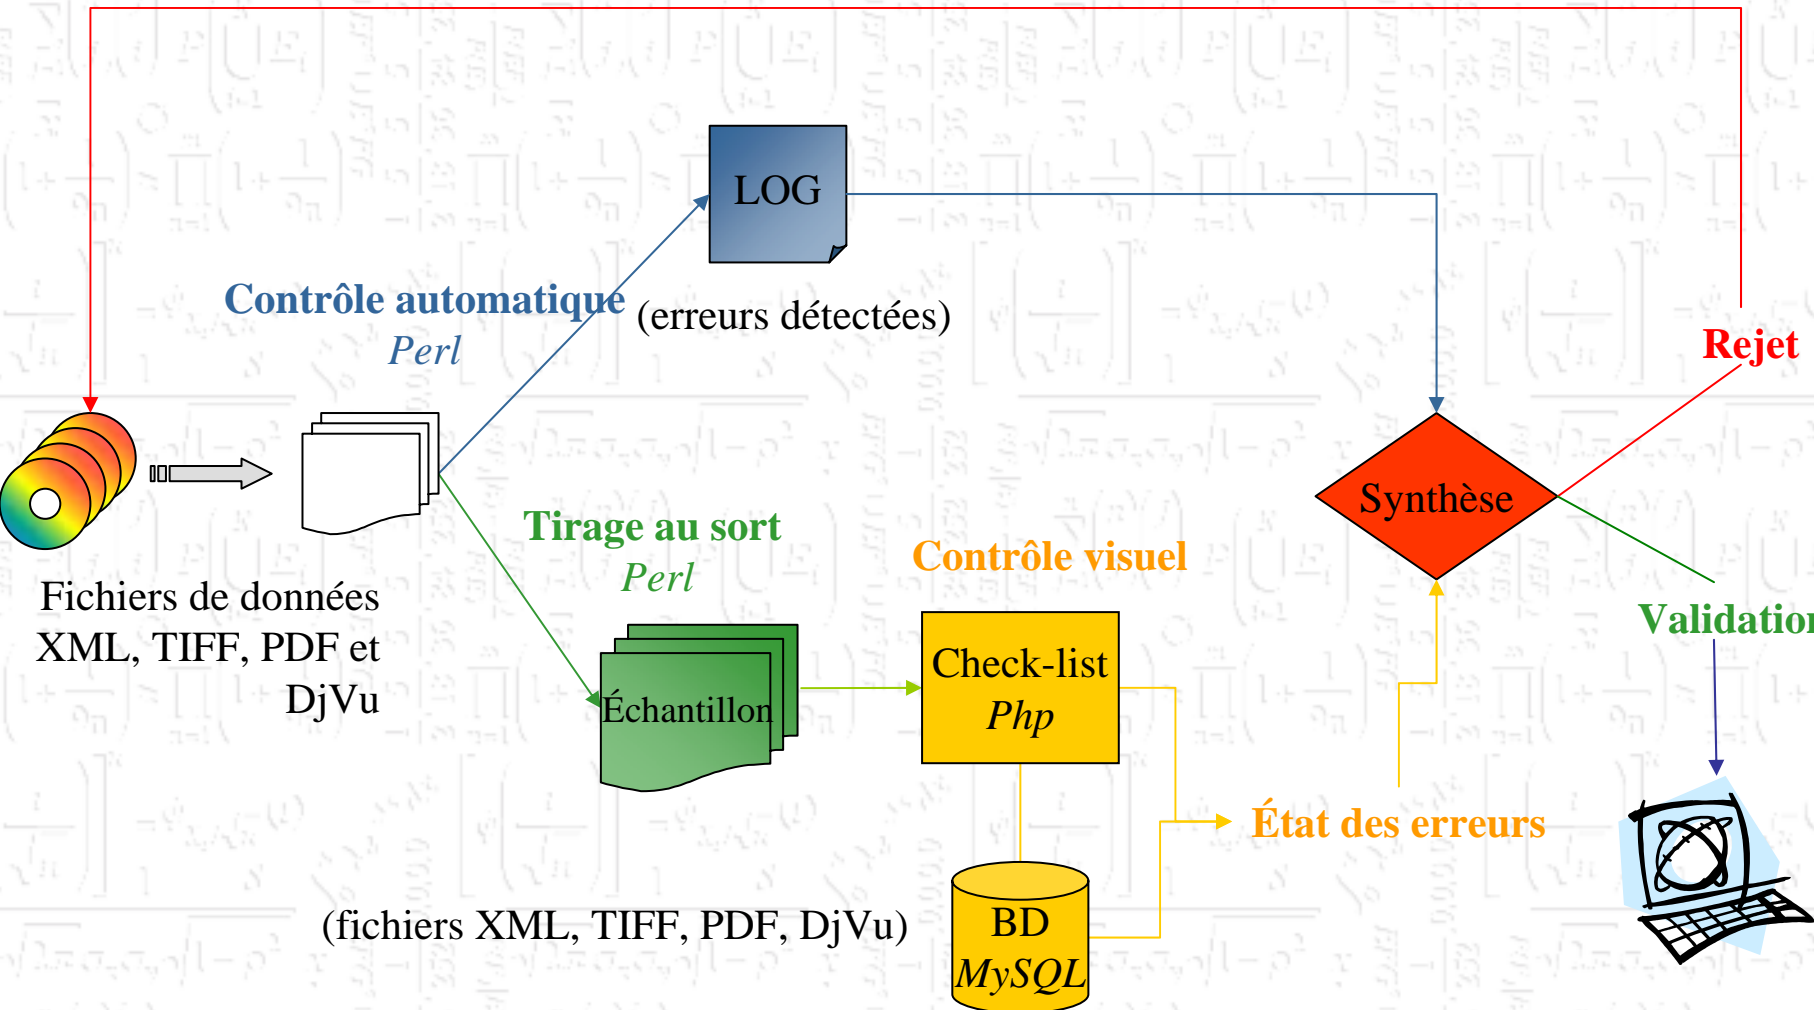 LOG
Contrôle automatique
Perl
(erreurs détectées)
Rejet
Synthèse
Tirage au sort
Perl
Contrôle visuel
Fichiers de données
XML, TIFF, PDF et
DjVu
Validation
Échantillon
Check-list
Php
État des erreurs
(fichiers XML, TIFF, PDF, DjVu)
BD
MySQL